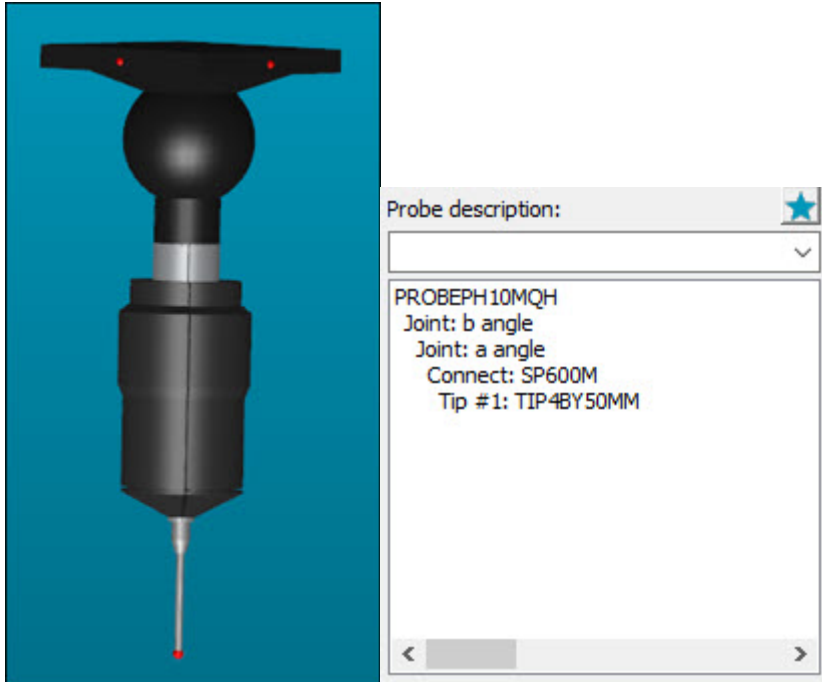 Probe description:
PROBEPH10MQH
Joint: b angle
Joint: a angle
Connect: SP600M
Tip #1: TIP4BY50MM